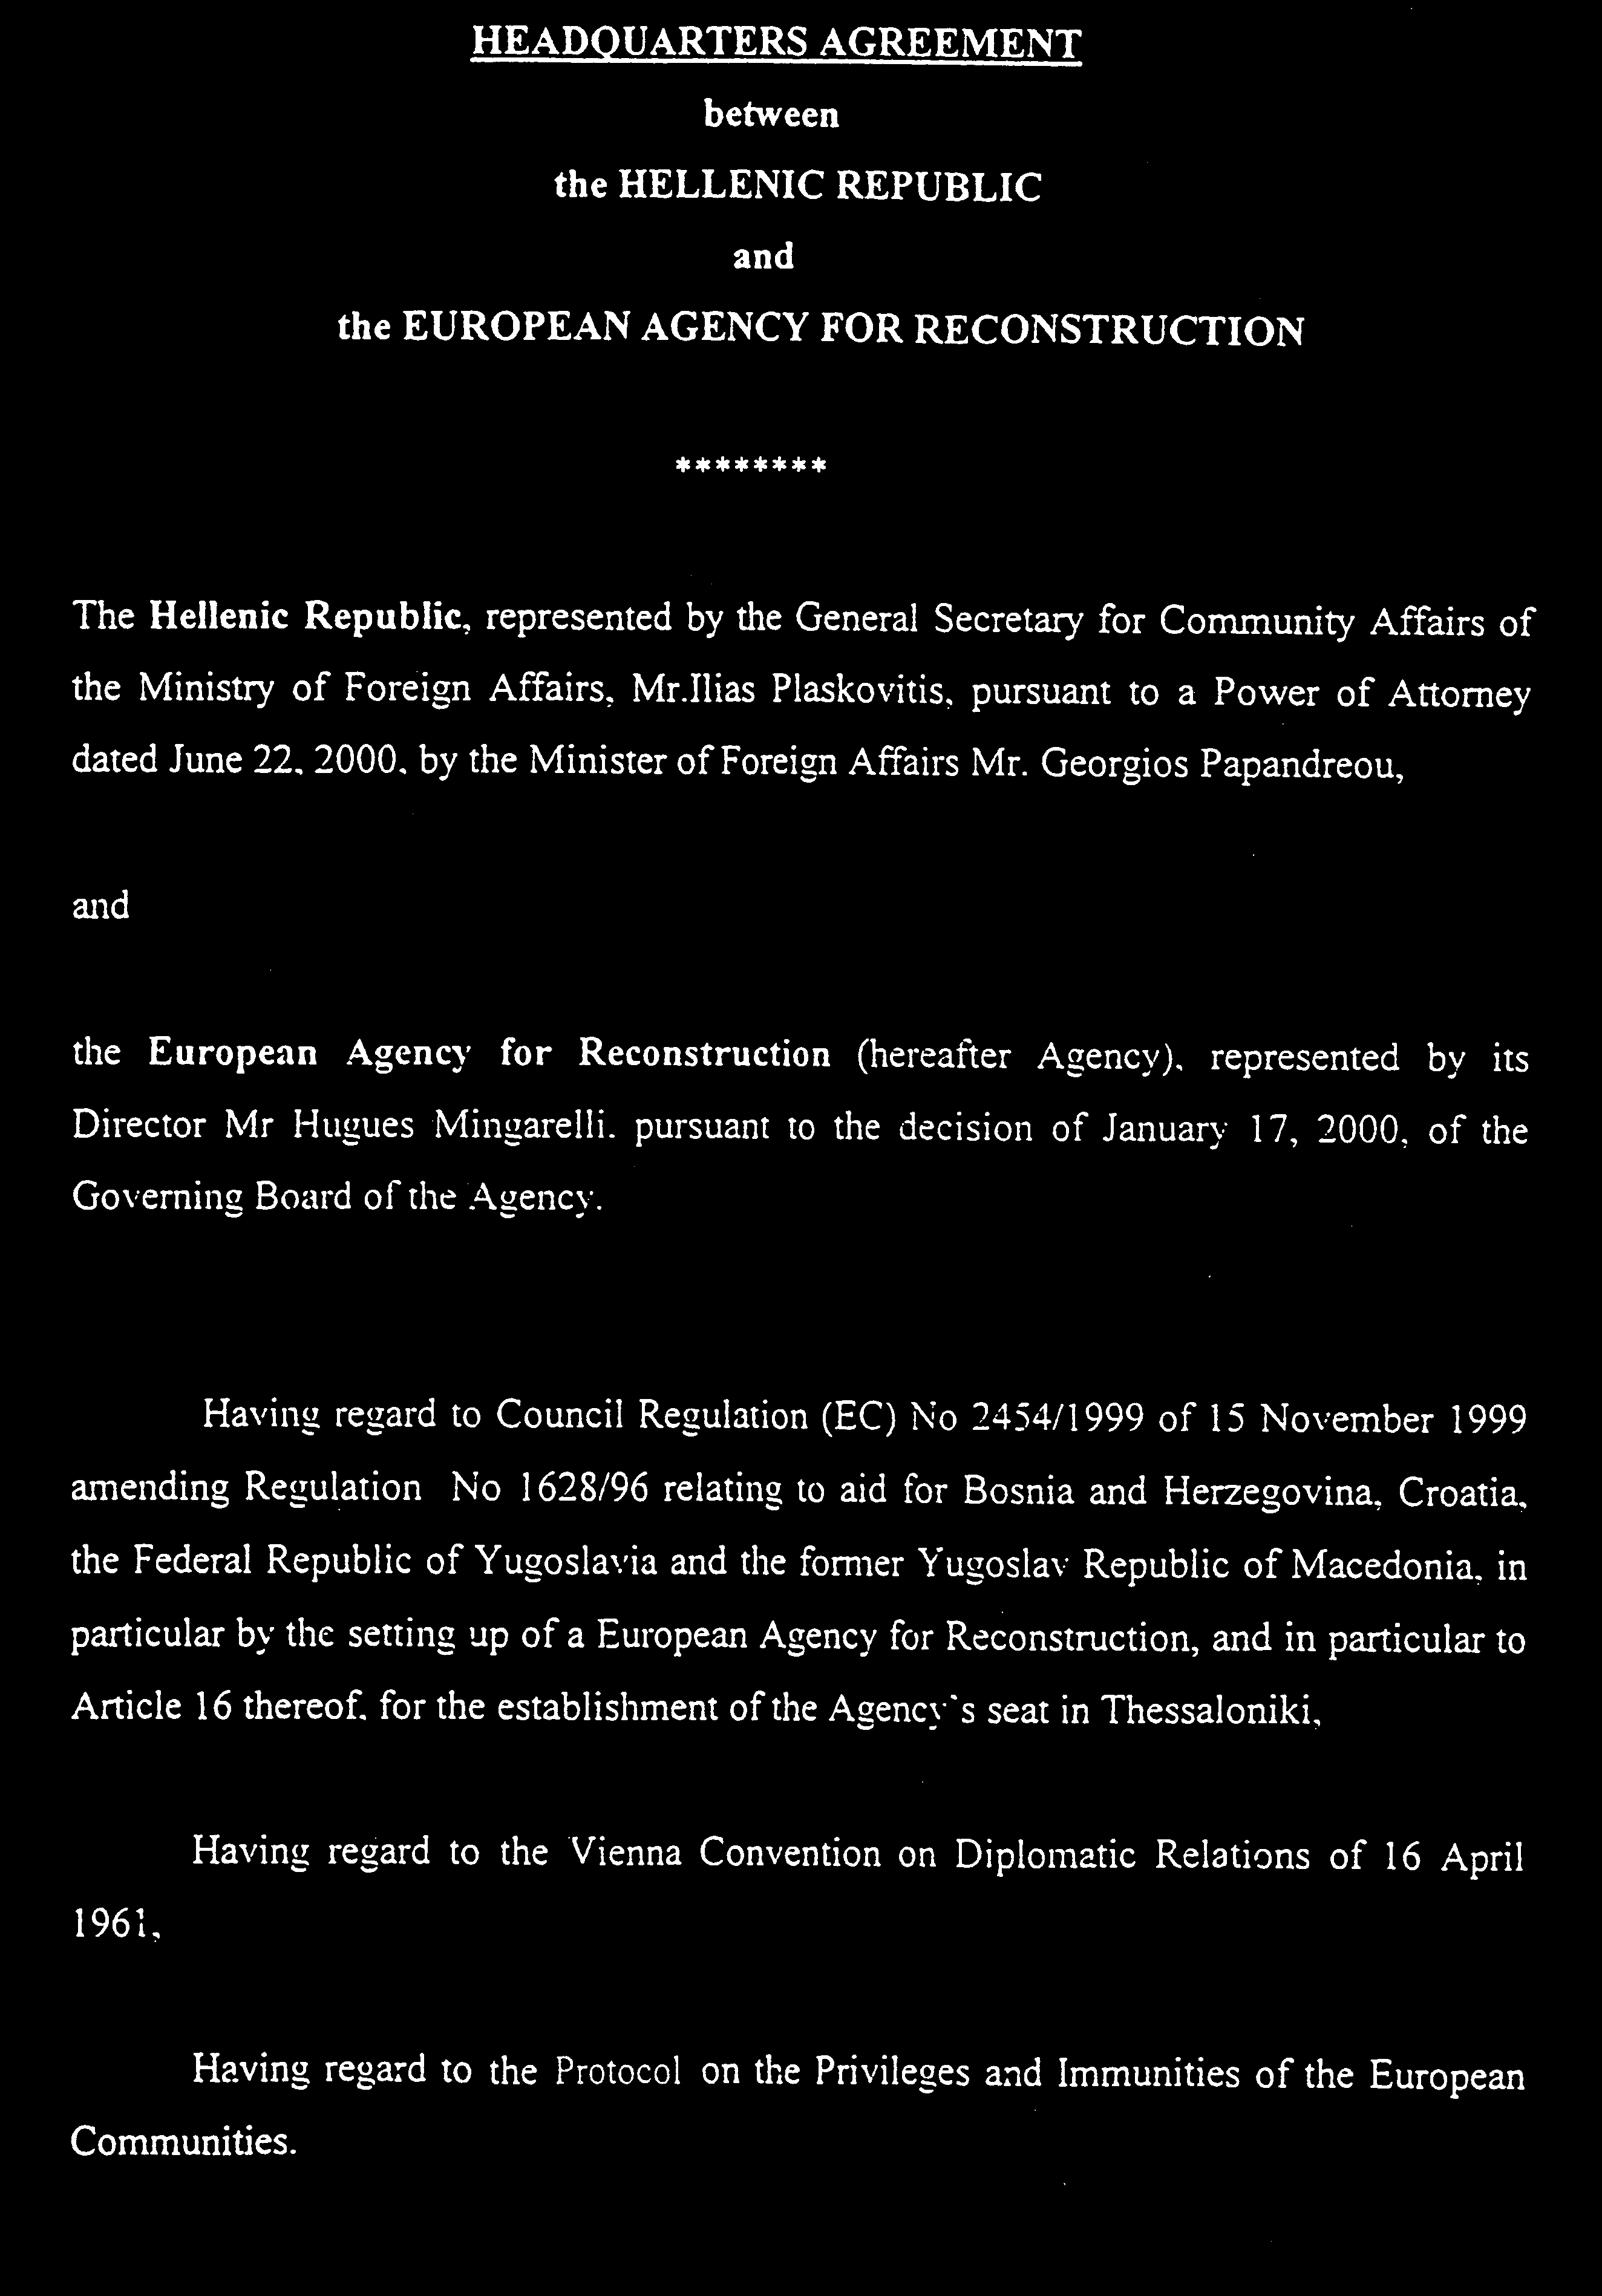 HEADQUARTERS AGREEMENT
between
the HELLENIC REPUBLIC
and
the EUROPEAN AGENCY FOR RECONSTRUCTION
********
The Hellenic Republic, represented by the General Secretary for Community Affairs of
the Ministry of Foreign Affairs, Mr.Ilias Plaskovitis, pursuant to a Power of Attorney
dated June 22, 2000, by the Minister of Foreign Affairs Mr. Georgios Papandreou,
and
the European Agency for Reconstruction (hereafter Agency), represented by its
Director Mr Hugues Mingarelli. pursuant to the decision of January 17, 2000, of the
Governing Board of the Agency.
Having regard to Council Regulation (EC) No 2454/1999 of 15 November 1999
amending Regulation No 1628/96 relating to aid for Bosnia and Herzegovina, Croatia,
the Federal Republic of Yugoslavia and the former Yugoslav Republic of Macedonia, in
particular by the setting up of a European Agency for Reconstruction, and in particular to
Article 16 thereof. for the establishment of the Agency's seat in Thessaloniki,
Having regard to the Vienna Convention on Diplomatic Relations of 16 April
1961,
Having regard to the Protocol on the Privileges and Immunities of the European
Communities.